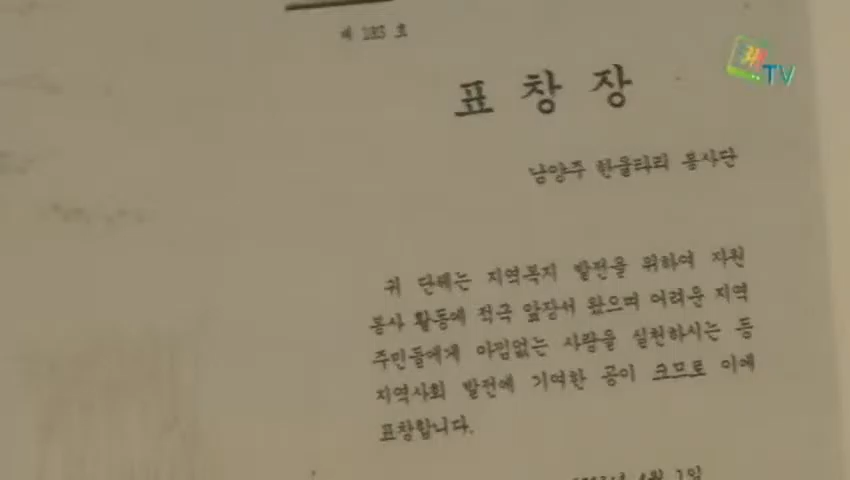 제 185 호
TV
표 창 장
남양주 한울타리 봉사단
귀 단체는 지역복지 발전을 위하여 자원
봉사 활동에 적극 앞장서 왔으며 어려운 지역
주민들에게 아낌없는 사랑을 실천하시는 등
지역사회 발전에 기여한 공이 크므로 이에
표창합니다.
1일